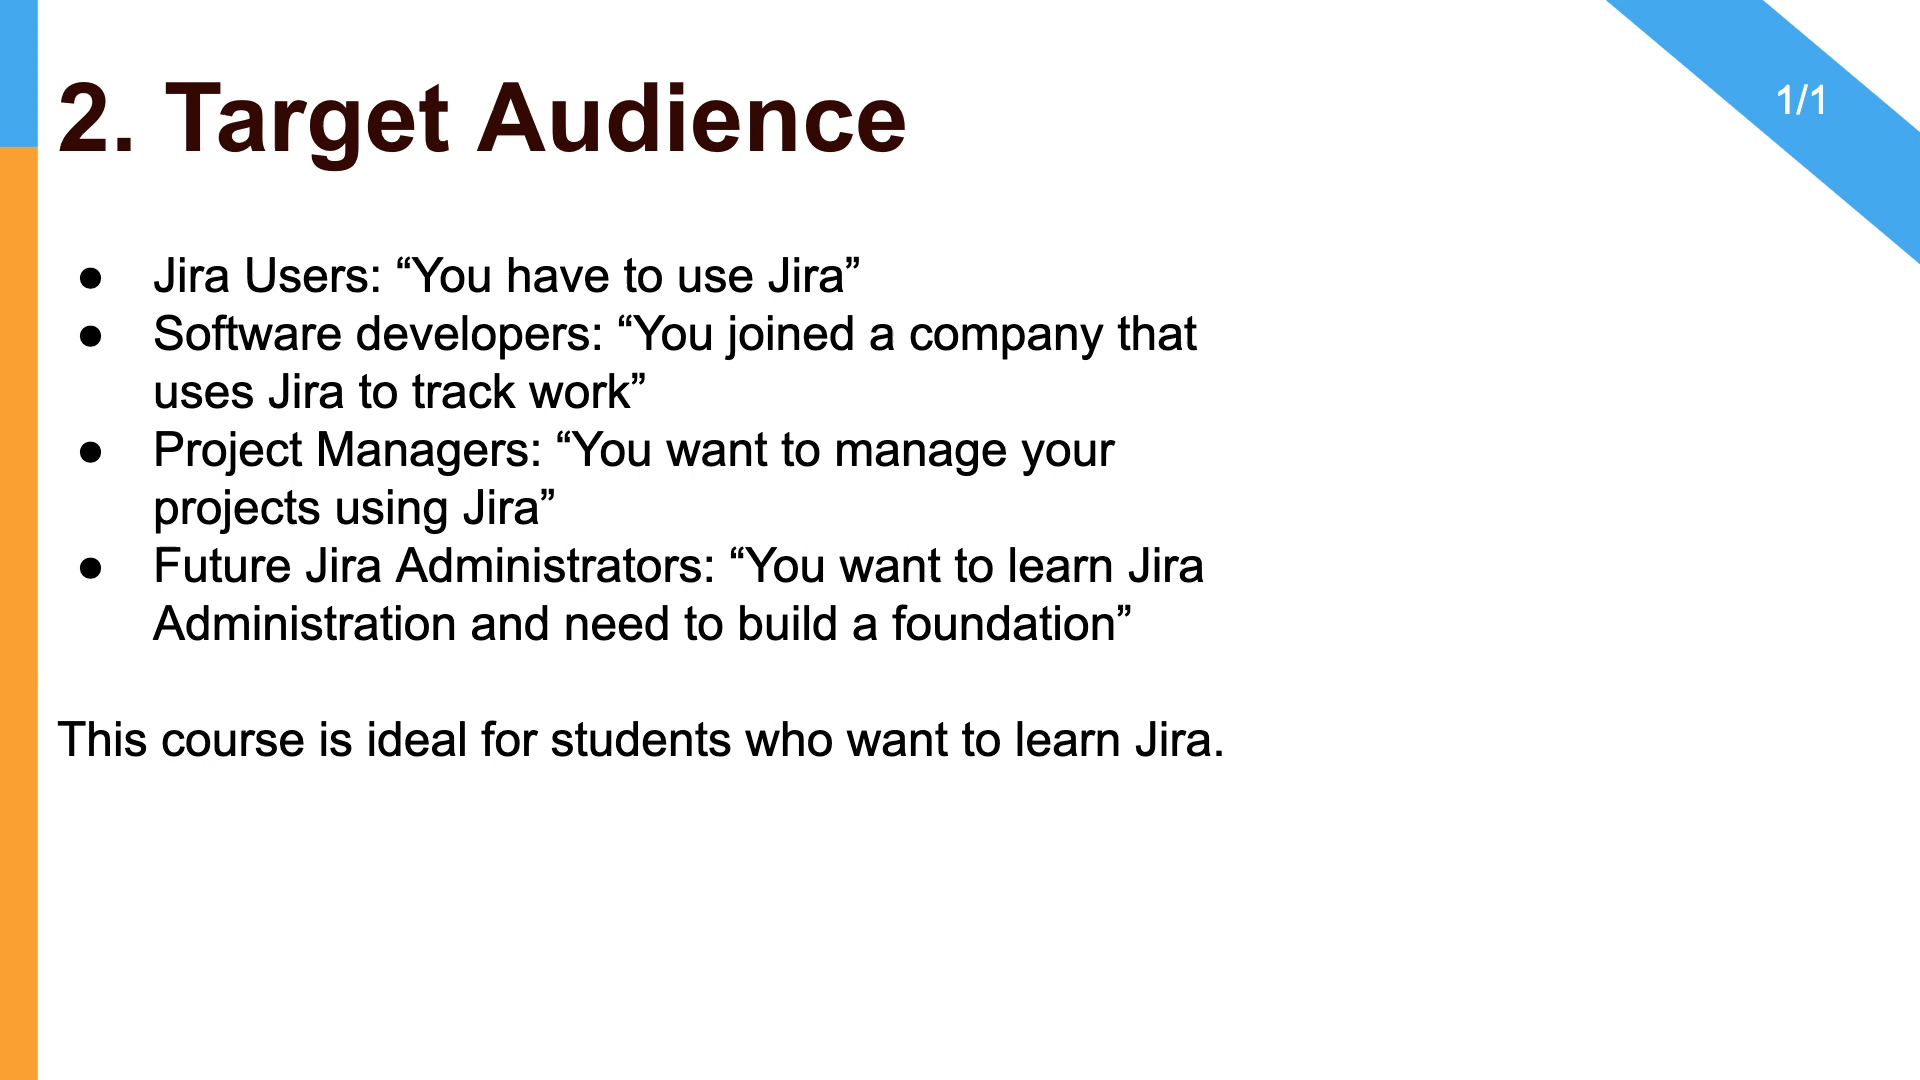 2. Target Audience
1/1
● Jira Users: “You have to use Jira”
● Software developers: “You joined a company that
uses Jira to track work”
● Project Managers: “You want to manage your
projects using Jira”
● Future Jira Administrators: “You want to learn Jira
Administration and need to build a foundation”
This course is ideal for students who want to learn Jira.